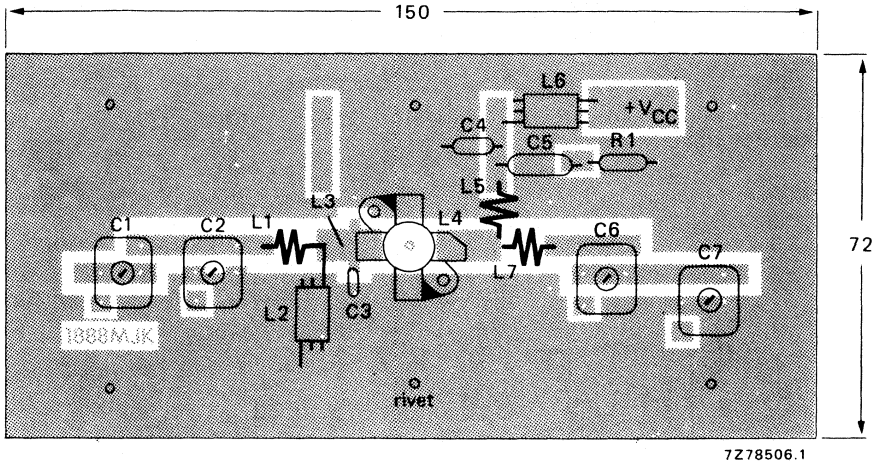 150
L6
+VCC
C4
C5
R1
L5
L3
L4
C1
C2
L1
C6
C7
72
L7
L2
C3
1888MJK
rivet
7Z78506.1